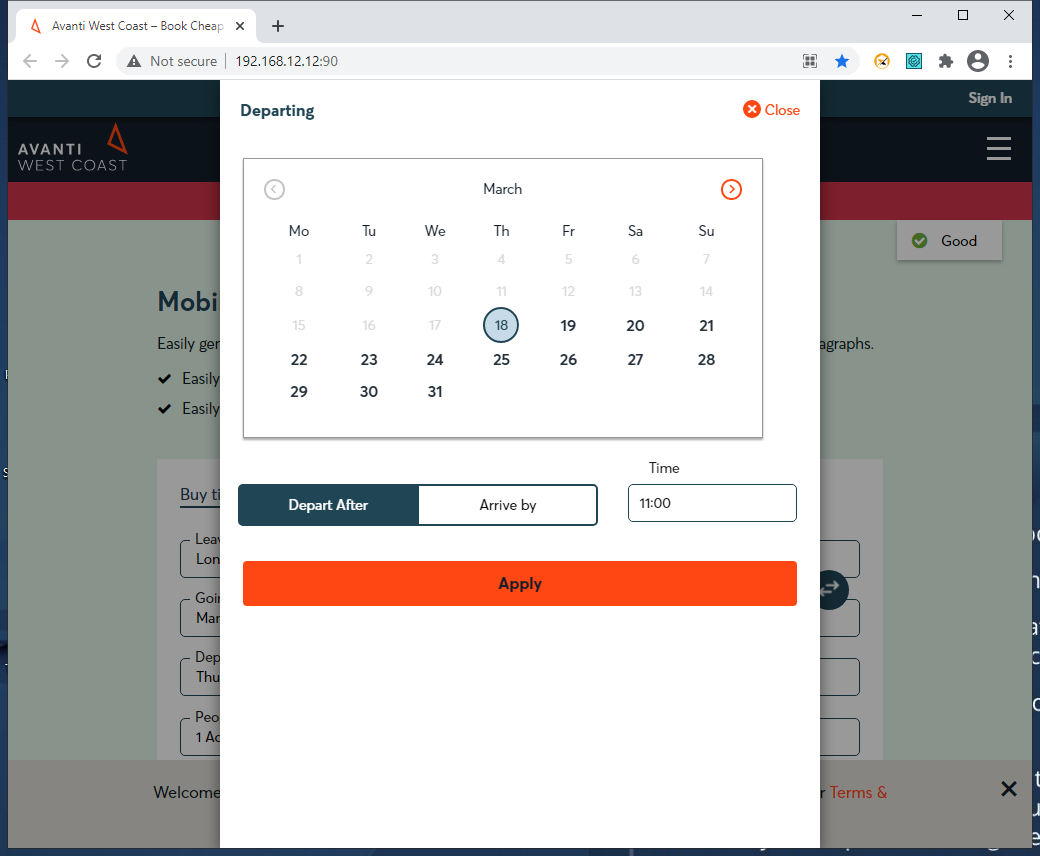 Avanti West Coast – Book Cheap
Not secure 192.168.12.12:90
Sign In
AVANTI
WEST COAST
Departing
Close
March
Mo Tu We Th Fr Sa Su
1 2 3 4 5 6 7
8 9 10 11 12 13 14
15 16 17 18 19 20 21
22 23 24 25 26 27 28
29 30 31
Good
Mobi
Easily ger agraphs.
Easily
Easily
Time
Depart After Arrive by 11:00
Buy ti
Leav
Lon
Apply
Goin
Man
Dep
Thu
Peo
1 Ad
Welcome r Terms &